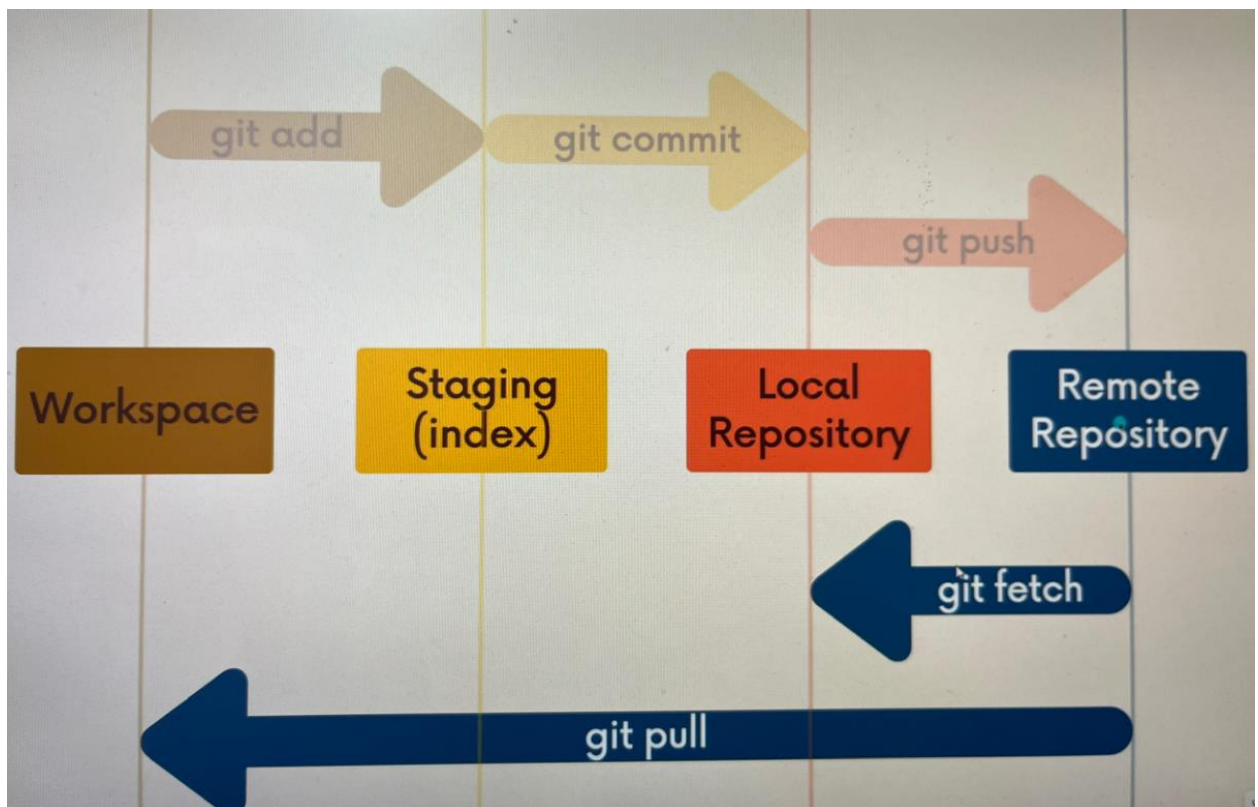 git add
git commit
git push
Workspace
Staging
(index)
Local
Repository
Remote
Repository
git fetch
git pull